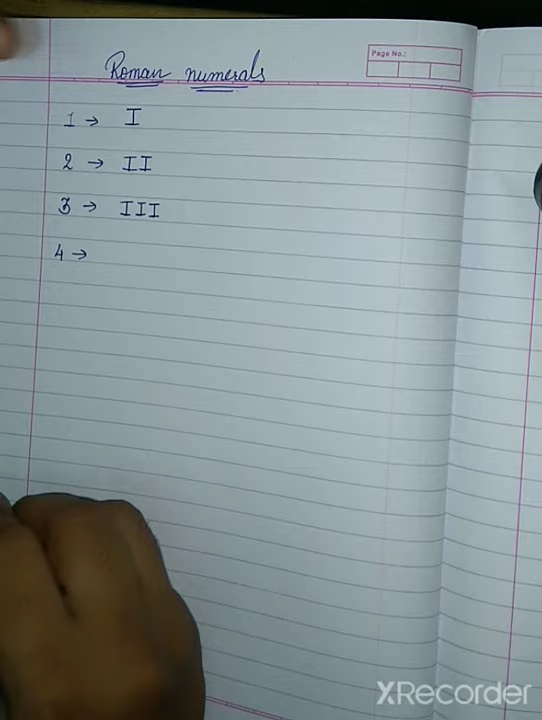 Roman numerals
Page No.:
1 → I
2 → II
3 → III
4 →
XRecorder